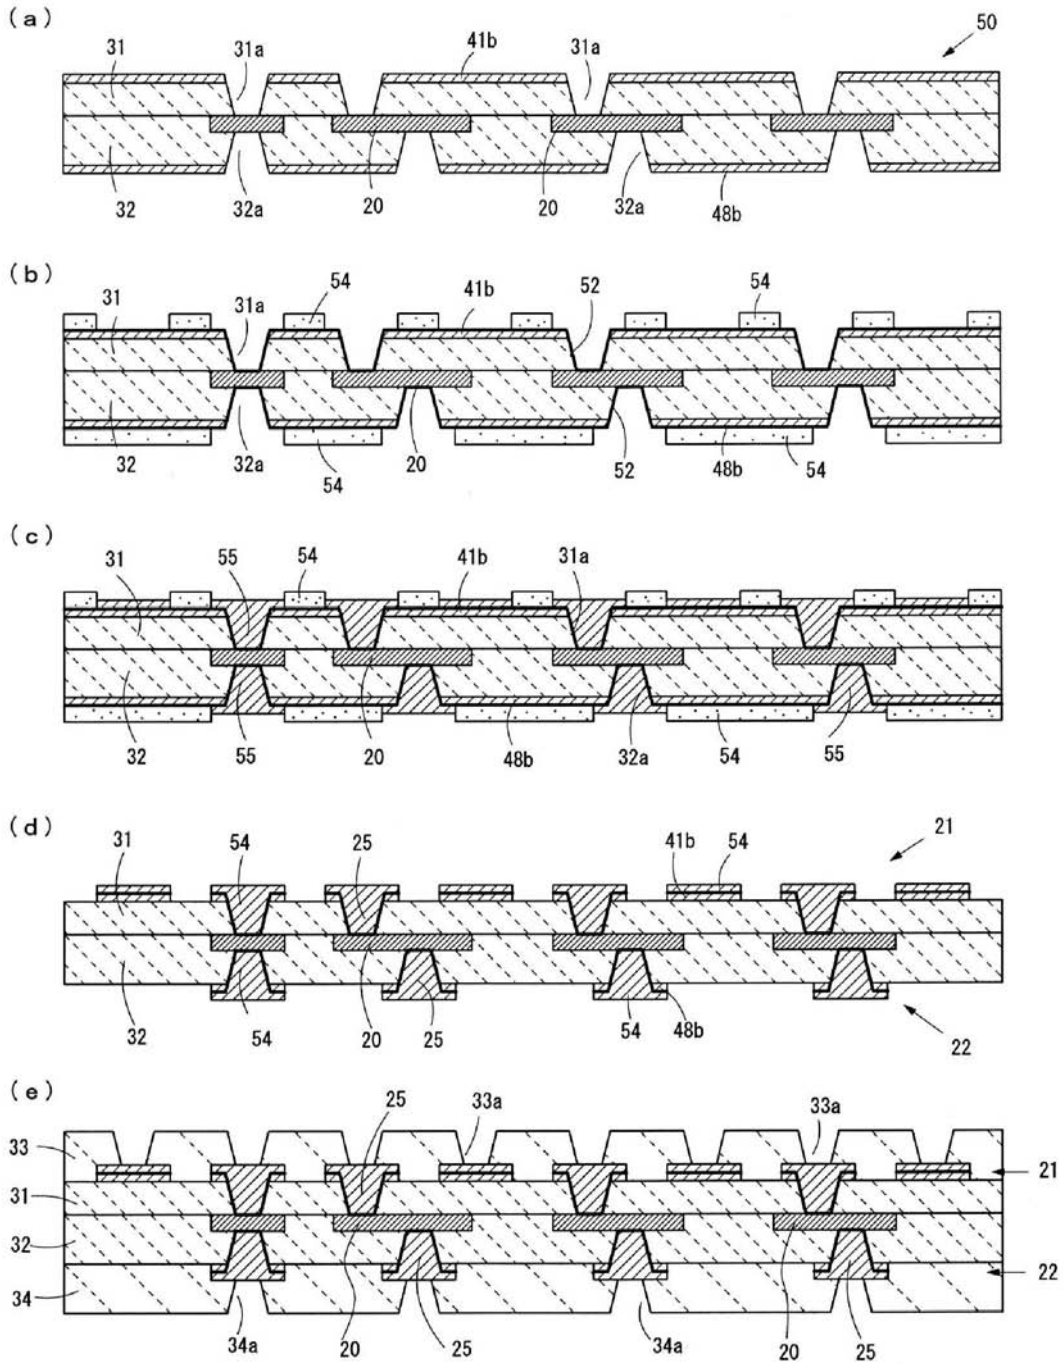 (a)
31 31a 41b 31a 50
32 32a 20 20 32a 48b
(b)
31 31a 54 41b 52 54
32 32a 54 20 52 48b 54
(c)
31 55 54 41b 31a
32 55 20 48b 32a 54 55
(d)
31 54 25 41b 54 21
32 54 20 25 54 48b 22
(e)
25 33a 33a
33
21
31
32
22
34
34a 20 25 34a 20 25